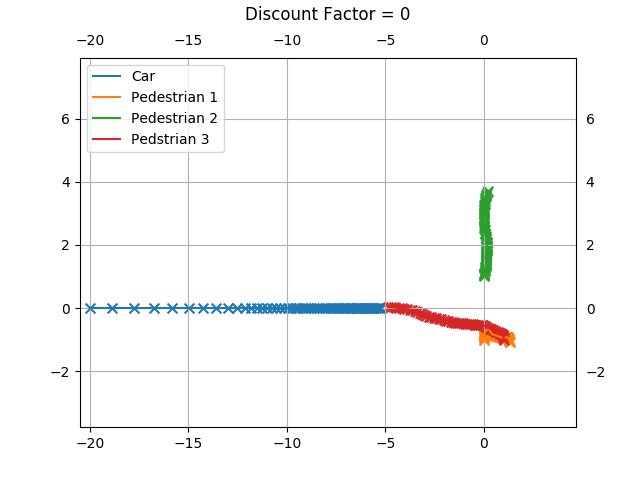 Discount Factor = 0
−20 −15 −10 −5 0
Car
Pedestrian 1
Pedestrian 2
Pedstrian 3
6 6
4 4
2 2
0 0
−2 −2
−20 −15 −10 −5 0